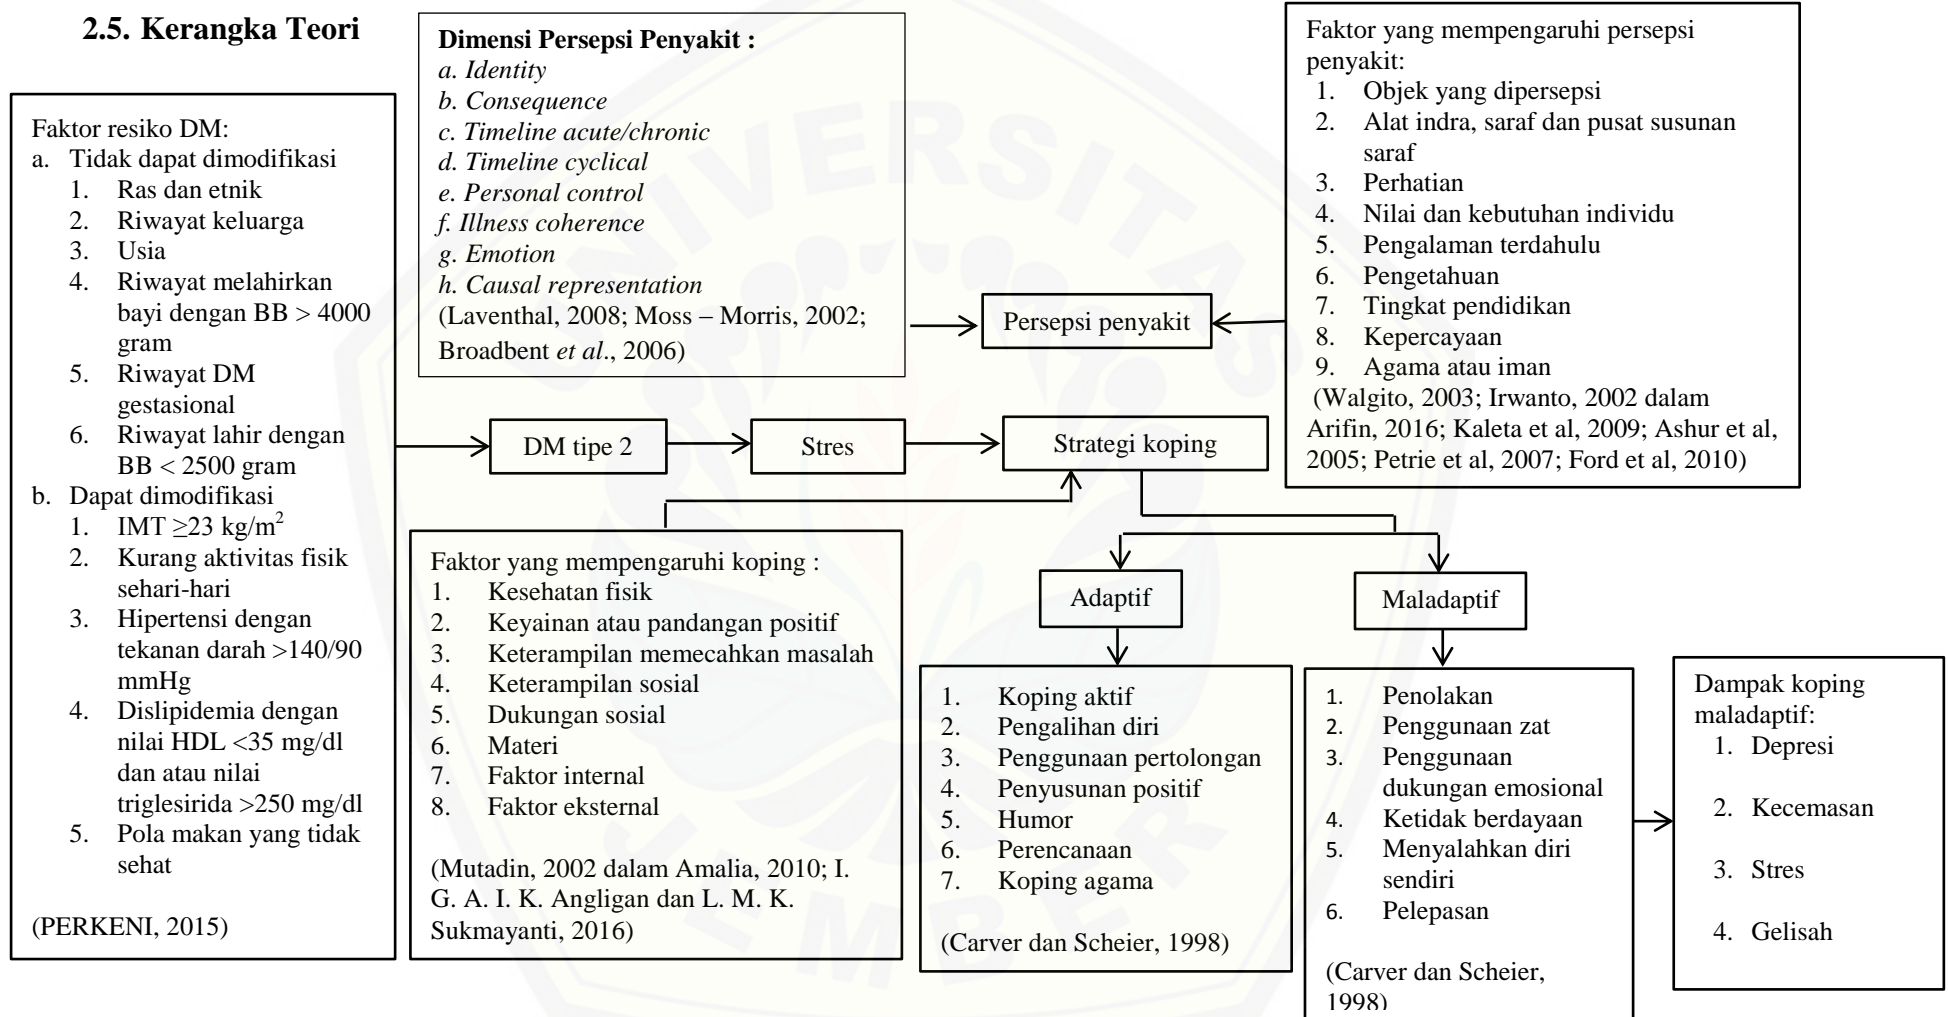 2.5. Kerangka Teori
Faktor resiko DM:
a. Tidak dapat dimodifikasi
1. Ras dan etnik
2. Riwayat keluarga
3. Usia
4. Riwayat melahirkan
bayi dengan BB > 4000
gram
5. Riwayat DM
gestasional
6. Riwayat lahir dengan
BB < 2500 gram
b. Dapat dimodifikasi
1. IMT ≥23 kg/m²
2. Kurang aktivitas fisik
sehari-hari
3. Hipertensi dengan
tekanan darah >140/90
mmHg
4. Dislipidemia dengan
nilai HDL <35 mg/dl
dan atau nilai
triglesirida >250 mg/dl
5. Pola makan yang tidak
sehat
(PERKENI, 2015)
Dimensi Persepsi Penyakit :
a. Identity
b. Consequence
c. Timeline acute/chronic
d. Timeline cyclical
e. Personal control
f. Illness coherence
g. Emotion
h. Causal representation
(Laventhal, 2008; Moss – Morris, 2002;
Broadbent et al., 2006)
Persepsi penyakit
Faktor yang mempengaruhi persepsi
penyakit:
1. Objek yang dipersepsi
2. Alat indra, saraf dan pusat susunan
saraf
3. Perhatian
4. Nilai dan kebutuhan individu
5. Pengalaman terdahulu
6. Pengetahuan
7. Tingkat pendidikan
8. Kepercayaan
9. Agama atau iman
(Walgito, 2003; Irwanto, 2002 dalam
Arifin, 2016; Kaleta et al, 2009; Ashur et al,
2005; Petrie et al, 2007; Ford et al, 2010)
DM tipe 2
Stres
Strategi koping
Faktor yang mempengaruhi koping :
1. Kesehatan fisik
2. Keyainan atau pandangan positif
3. Keterampilan memecahkan masalah
4. Keterampilan sosial
5. Dukungan sosial
6. Materi
7. Faktor internal
8. Faktor eksternal
(Mutadin, 2002 dalam Amalia, 2010; I.
G. A. I. K. Angligan dan L. M. K.
Sukmayanti, 2016)
Adaptif
Maladaptif
1. Koping aktif
2. Pengalihan diri
3. Penggunaan pertolongan
4. Penyusunan positif
5. Humor
6. Perencanaan
7. Koping agama
(Carver dan Scheier, 1998)
1. Penolakan
2. Penggunaan zat
3. Penggunaan
dukungan emosional
4. Ketidak berdayaan
5. Menyalahkan diri
sendiri
6. Pelepasan
(Carver dan Scheier,
1998)
Dampak koping
maladaptif:
1. Depresi
2. Kecemasan
3. Stres
4. Gelisah
UNIVERSITAS
JEMBER